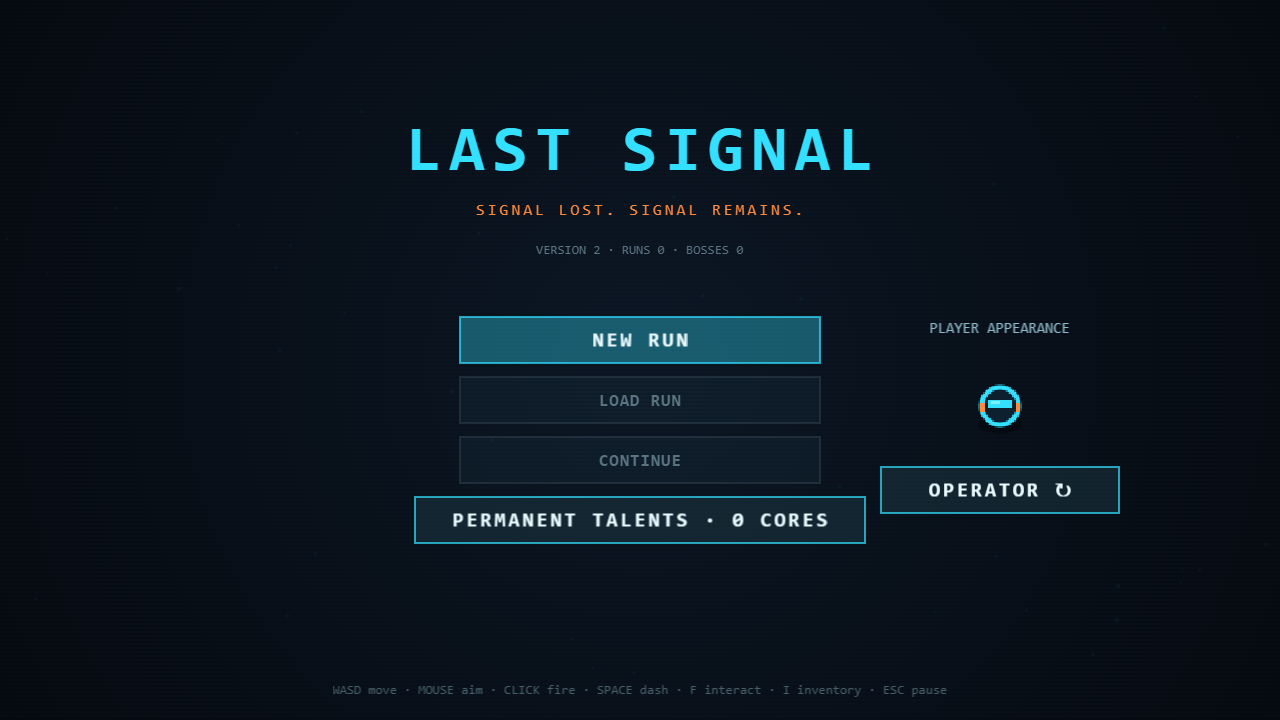 LAST SIGNAL
SIGNAL LOST. SIGNAL REMAINS.
VERSION 2 · RUNS 0 · BOSSES 0
NEW RUN
LOAD RUN
CONTINUE
PERMANENT TALENTS · 0 CORES
PLAYER APPEARANCE
OPERATOR ↻
WASD move · MOUSE aim · CLICK fire · SPACE dash · F interact · I inventory · ESC pause